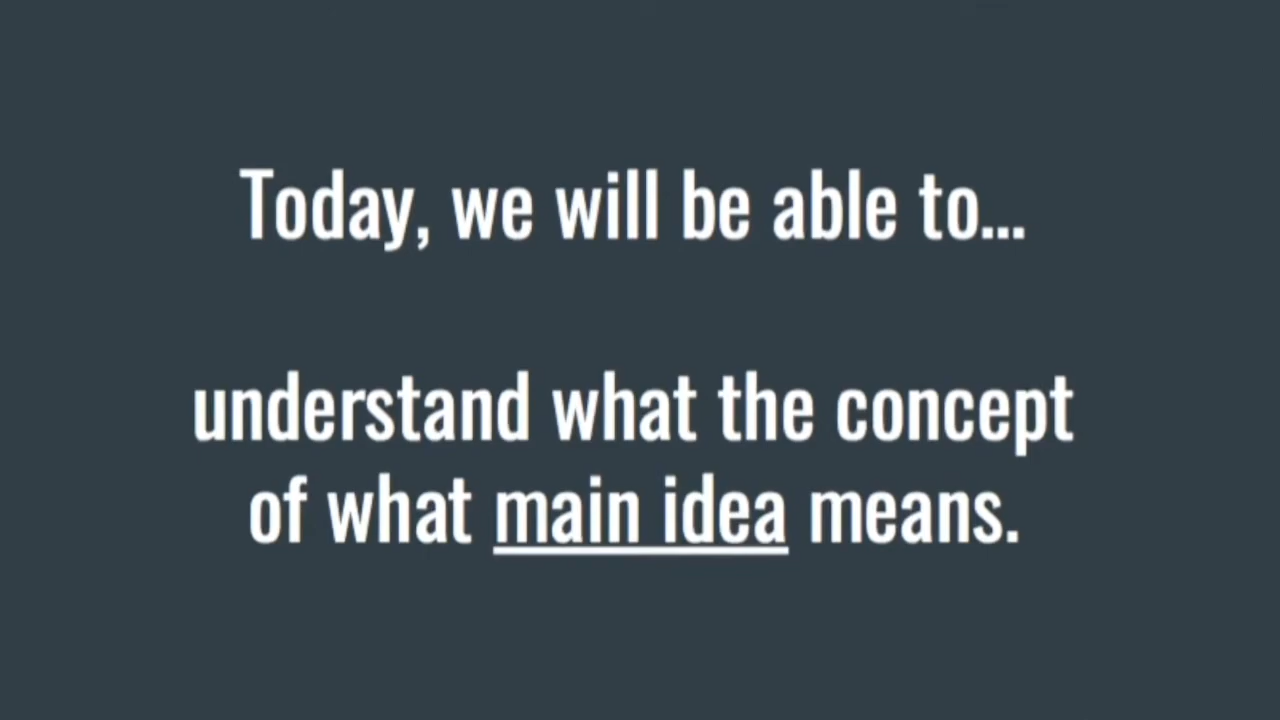 Today, we will be able to...
understand what the concept
of what main idea means.